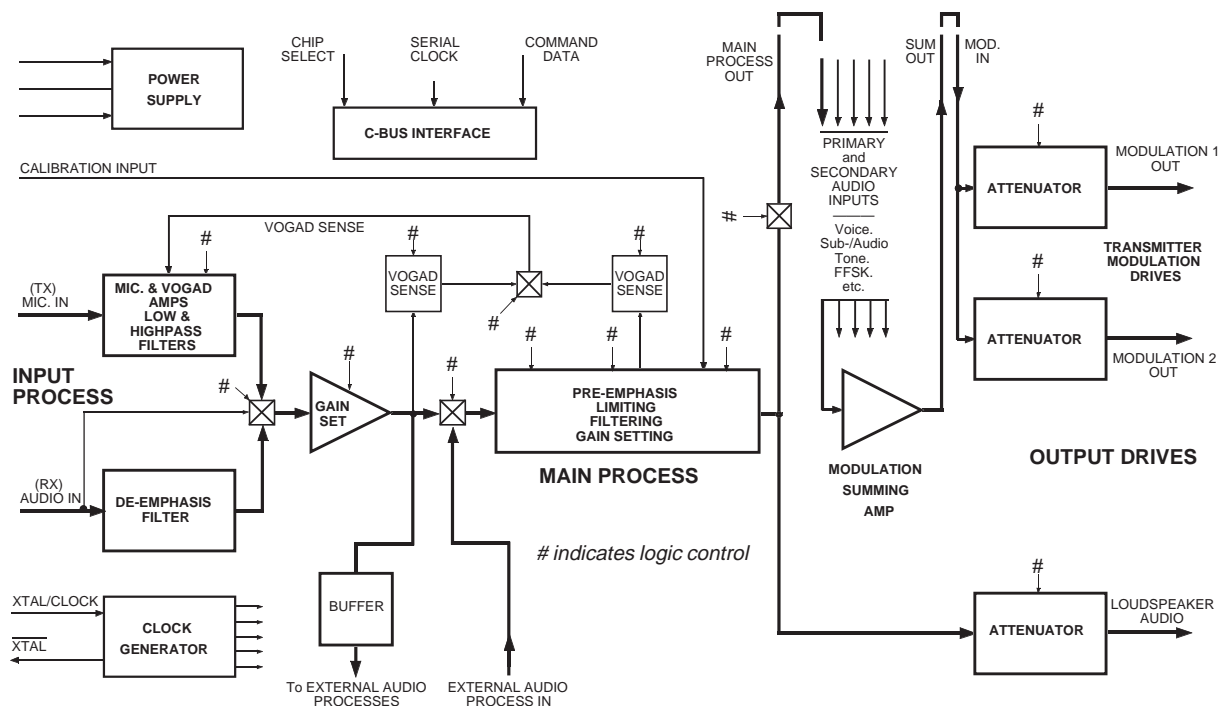 CHIP
SELECT
SERIAL
CLOCK
COMMAND
DATA
POWER
SUPPLY
C-BUS INTERFACE
MAIN
PROCESS
OUT
SUM
OUT
MOD.
IN
CALIBRATION INPUT
PRIMARY
and
SECONDARY
AUDIO
INPUTS
Voice.
Sub-/Audio
Tone.
FFSK.
etc.
#
ATTENUATOR
MODULATION 1
OUT
TRANSMITTER
MODULATION
DRIVES
#
ATTENUATOR
MODULATION 2
OUT
#
VOGAD SENSE
#
#
#
VOGAD
SENSE
#
VOGAD
SENSE
(TX)
MIC. IN
MIC. & VOGAD
AMPS
LOW &
HIGHPASS
FILTERS
INPUT
PROCESS
#
#
GAIN
SET
#
#
#
#
PRE-EMPHASIS
LIMITING
FILTERING
GAIN SETTING
MAIN PROCESS
MODULATION
SUMMING
AMP
OUTPUT DRIVES
(RX)
AUDIO IN
DE-EMPHASIS
FILTER
# indicates logic control
XTAL/CLOCK
XTAL
CLOCK
GENERATOR
BUFFER
To EXTERNAL AUDIO
PROCESSES
EXTERNAL AUDIO
PROCESS IN
#
ATTENUATOR
LOUDSPEAKER
AUDIO